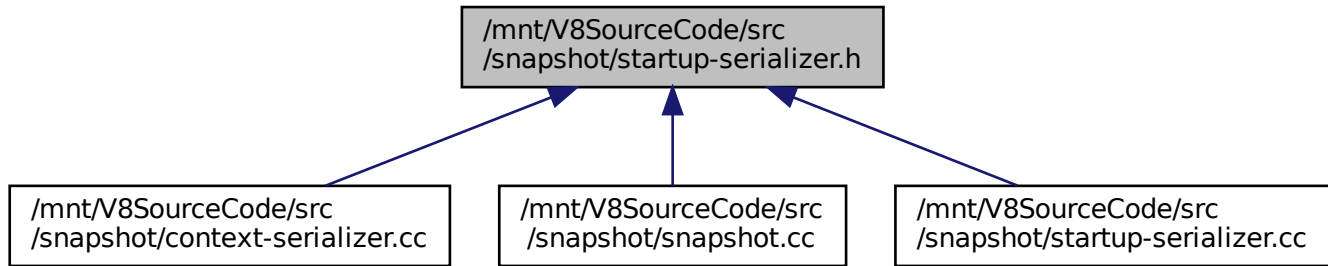 /mnt/V8SourceCode/src
/snapshot/startup-serializer.h
/mnt/V8SourceCode/src
/snapshot/context-serializer.cc
/mnt/V8SourceCode/src
/snapshot/snapshot.cc
/mnt/V8SourceCode/src
/snapshot/startup-serializer.cc